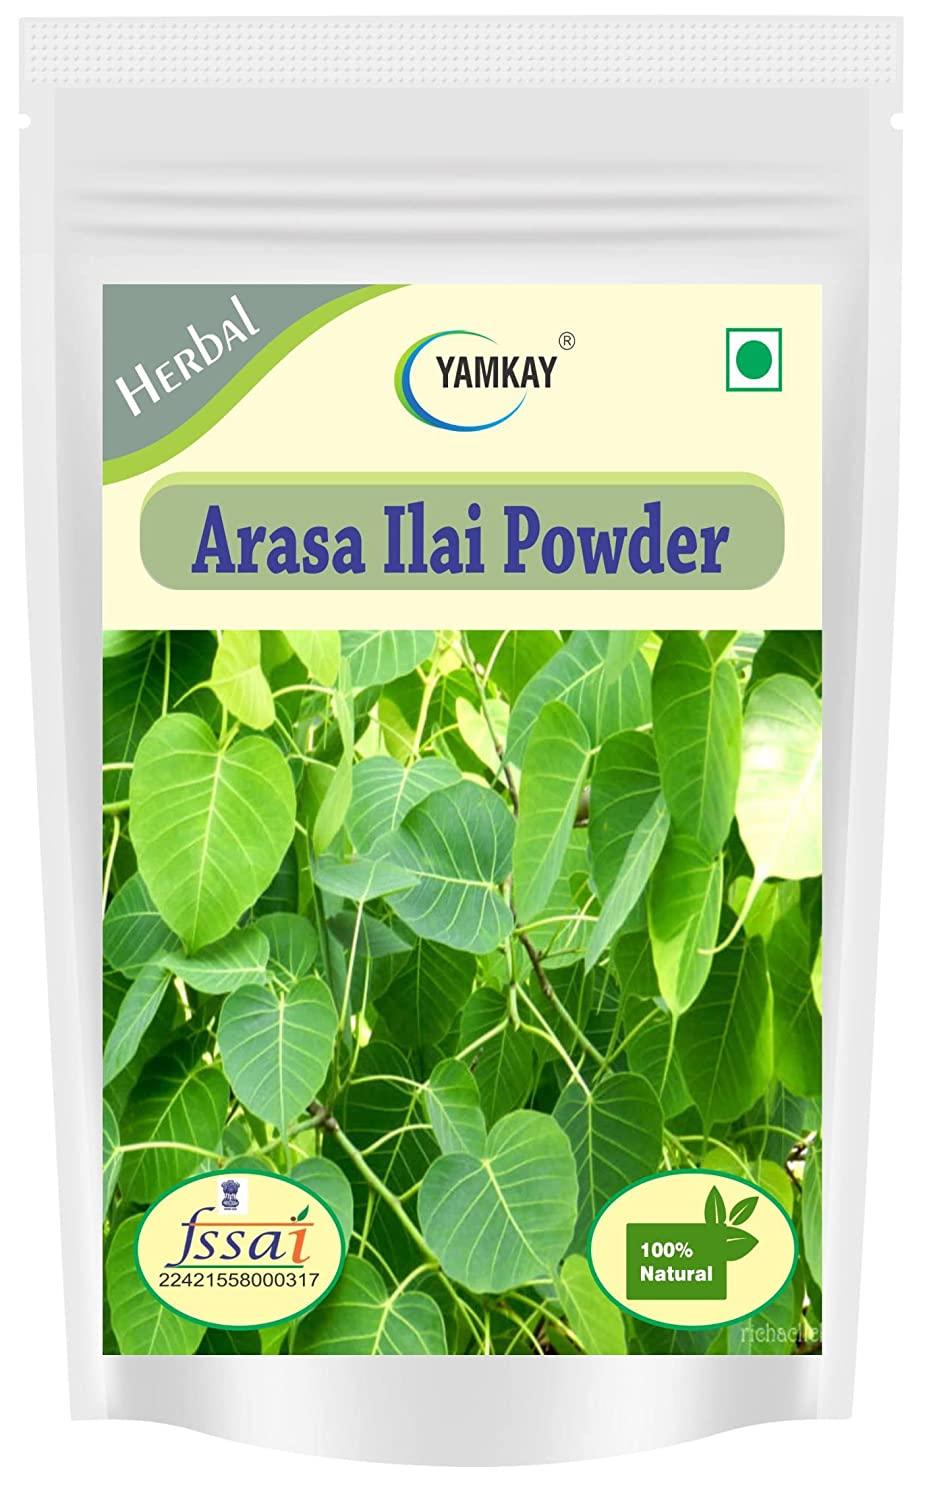 Herbal
YAMKAY ®
Arasa Ilai Powder
fssai
22421558000317
100%
Natural